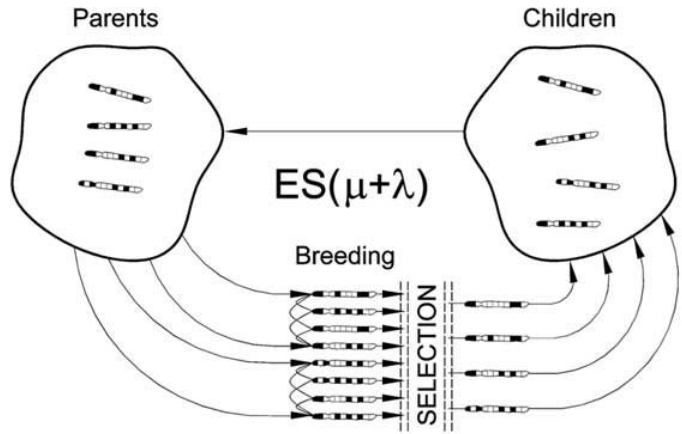 Parents
Children
ES(μ+λ)
Breeding
SELECTION